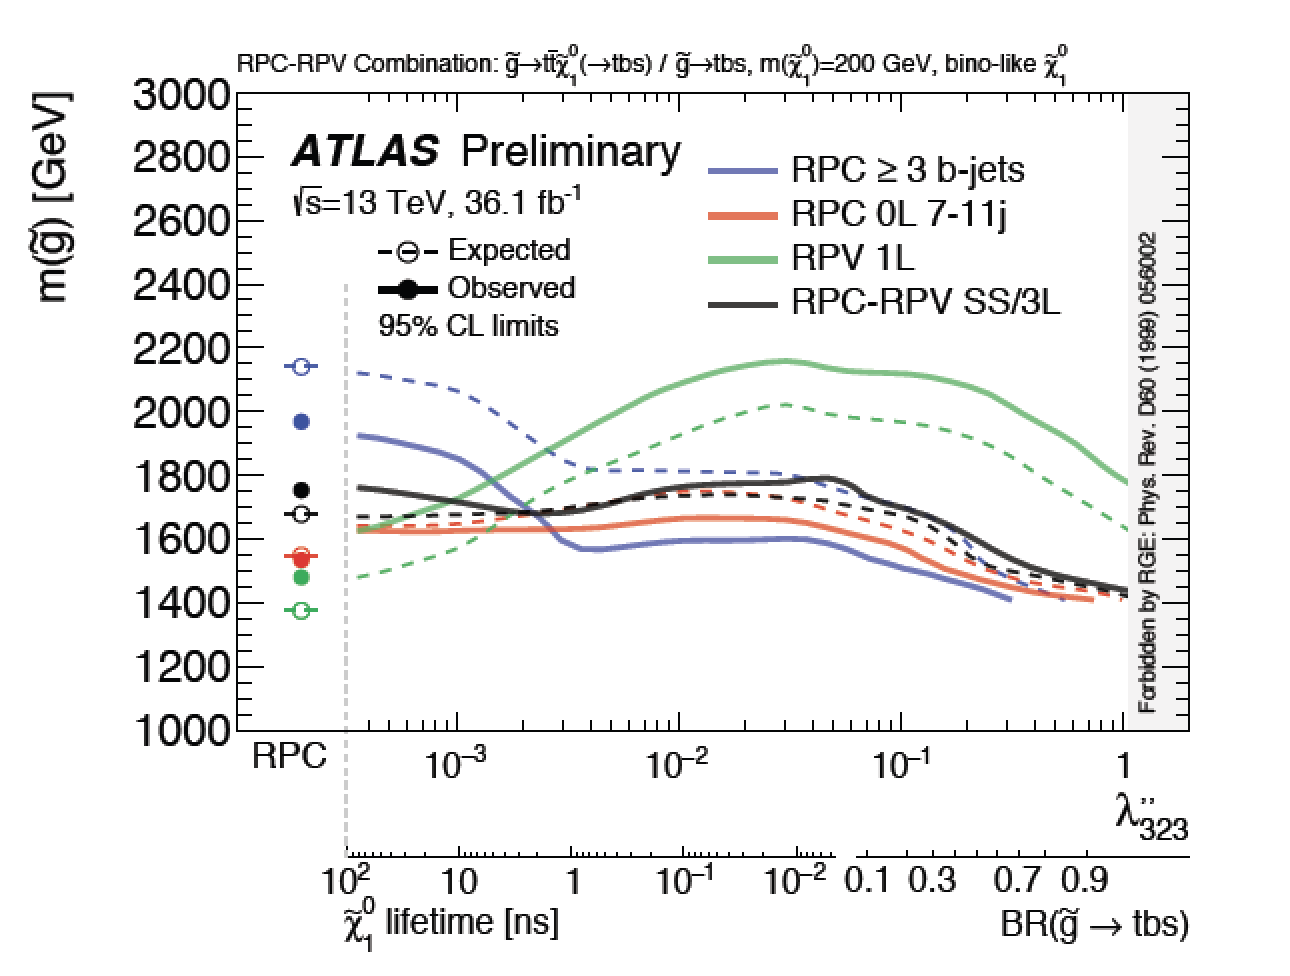 RPC-RPV Combination: g̃→tt̄χ̃⁰₁(→tbs) / g̃→tbs, m(χ̃⁰₁)=200 GeV, bino-like χ̃⁰₁
m(g̃) [GeV]
3000
2800
2600
2400
2200
2000
1800
1600
1400
1200
1000
ATLAS Preliminary
√s=13 TeV, 36.1 fb⁻¹
Expected
Observed
95% CL limits
RPC ≥ 3 b-jets
RPC 0L 7-11j
RPV 1L
RPC-RPV SS/3L
Forbidden by RGE: Phys. Rev. D60 (1999) 056002
RPC 10⁻³ 10⁻² 10⁻¹ 1
λ''₃₂₃
10² 10 1 10⁻¹ 10⁻² 0.1 0.3 0.7 0.9
χ̃⁰₁ lifetime [ns] BR(g̃ → tbs)